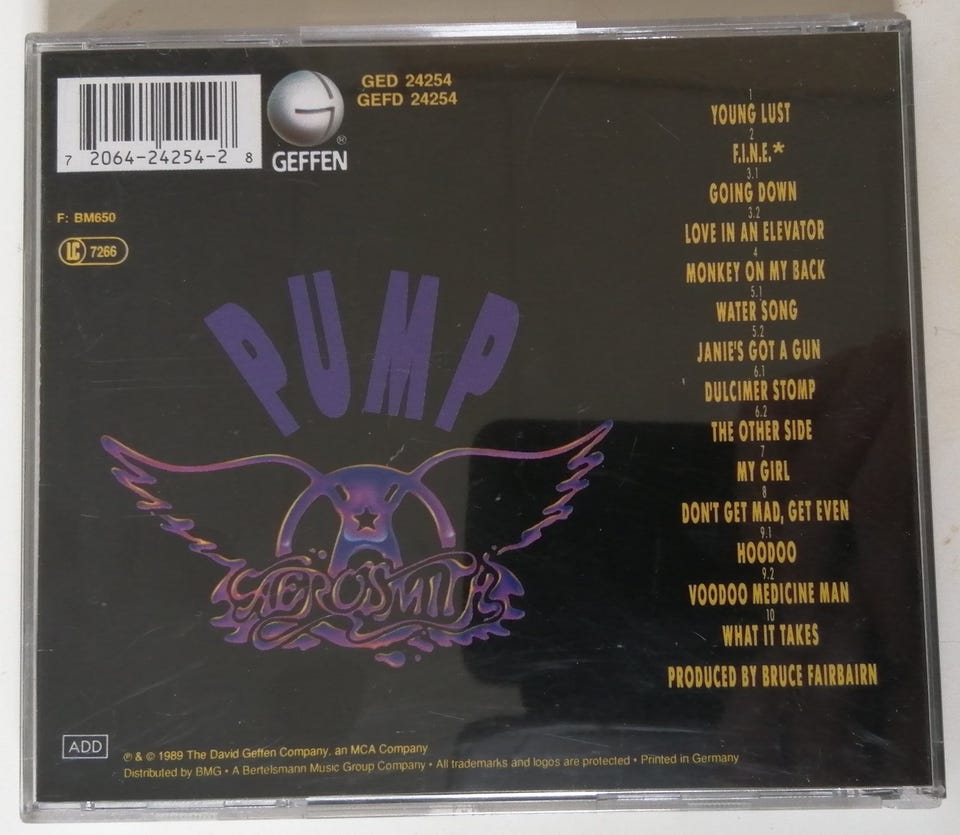 7 2064-24254-2 8
GEFFEN
®
GED 24254
GEFD 24254
F: BM650
LC 7266
PUMP
AEROSMITH
1
YOUNG LUST
2
F.I.N.E.*
3.1
GOING DOWN
3.2
LOVE IN AN ELEVATOR
4
MONKEY ON MY BACK
5.1
WATER SONG
5.2
JANIE'S GOT A GUN
6.1
DULCIMER STOMP
6.2
THE OTHER SIDE
7
MY GIRL
8
DON'T GET MAD, GET EVEN
9.1
HOODOO
9.2
VOODOO MEDICINE MAN
10
WHAT IT TAKES
PRODUCED BY BRUCE FAIRBAIRN
ADD
℗ & © 1989 The David Geffen Company, an MCA Company
Distributed by BMG • A Bertelsmann Music Group Company • All trademarks and logos are protected • Printed in Germany